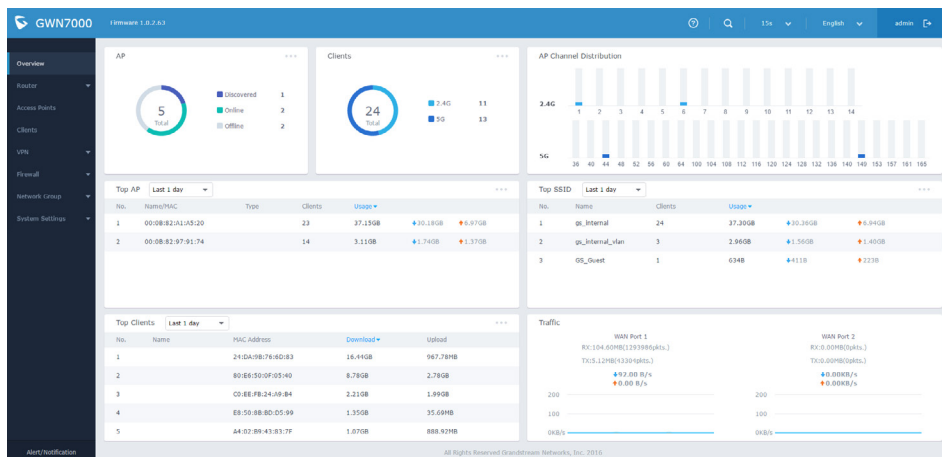 GWN7000 Firmware 1.0.2.63 15s English admin
Overview
Router
Access Points
Clients
VPN
Firewall
Network Group
System Settings
Alert/Notification
AP
5
Total
Discovered 1
Online 2
Offline 2
Clients
24
Total
2.4G 11
5G 13
AP Channel Distribution
2.4G
1 2 3 4 5 6 7 8 9 10 11 12 13 14
5G
36 40 44 48 52 56 60 64 100 104 108 112 116 120 124 128 132 136 140 149 153 157 161 165
Top AP Last 1 day
No. Name/MAC Type Clients Usage
1 00:0B:82:A1:A5:20 23 37.15GB 30.18GB 6.97GB
2 00:0B:82:97:91:74 14 3.11GB 1.74GB 1.37GB
Top SSID Last 1 day
No. Name Clients Usage
1 gs_internal 24 37.30GB 30.36GB 6.94GB
2 gs_internal_vlan 3 2.96GB 1.56GB 1.40GB
3 GS_Guest 1 634B 411B 223B
Top Clients Last 1 day
No. Name MAC Address Download Upload
1 24:DA:9B:76:6D:83 16.44GB 967.78MB
2 80:E6:50:0F:05:40 8.78GB 2.78GB
3 C0:EE:FB:24:A9:B4 2.21GB 1.99GB
4 E8:50:8B:BD:D5:99 1.35GB 35.69MB
5 A4:02:B9:43:83:7F 1.07GB 888.92MB
Traffic
WAN Port 1
RX:104.60MB(1293986pkts.)
TX:5.12MB(43304pkts.)
92.00 B/s
0.00 B/s
200
100
0KB/s
WAN Port 2
RX:0.00MB(0pkts.)
TX:0.00MB(0pkts.)
0.00KB/s
0.00KB/s
200
100
0KB/s
All Rights Reserved Grandstream Networks, Inc. 2016